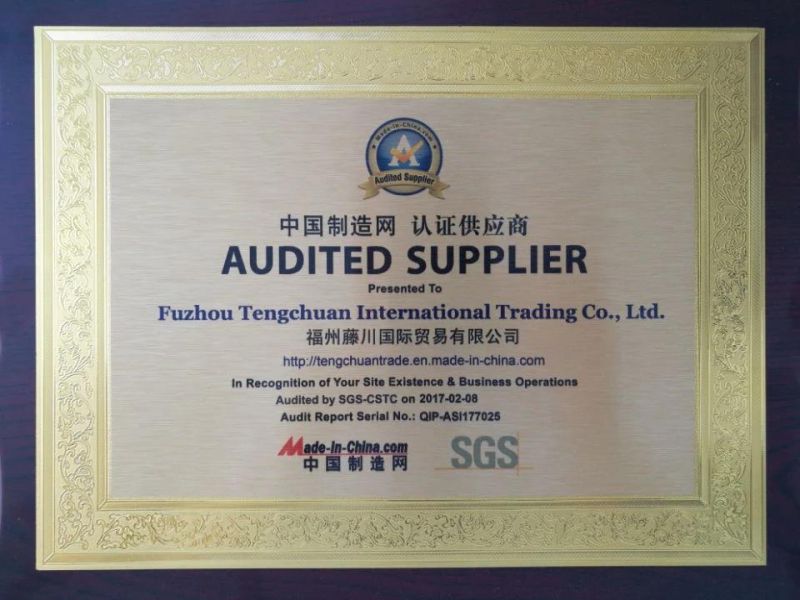 Made-in-China.com
A
Audited Supplier
中国制造网 认证供应商
AUDITED SUPPLIER
Presented To
Fuzhou Tengchuan International Trading Co., Ltd.
福州藤川国际贸易有限公司
http://tengchuantrade.en.made-in-china.com
In Recognition of Your Site Existence & Business Operations
Audited by SGS-CSTC on 2017-02-08
Audit Report Serial No.: QIP-ASI177025
Made-in-China.com
中国制造网
SGS